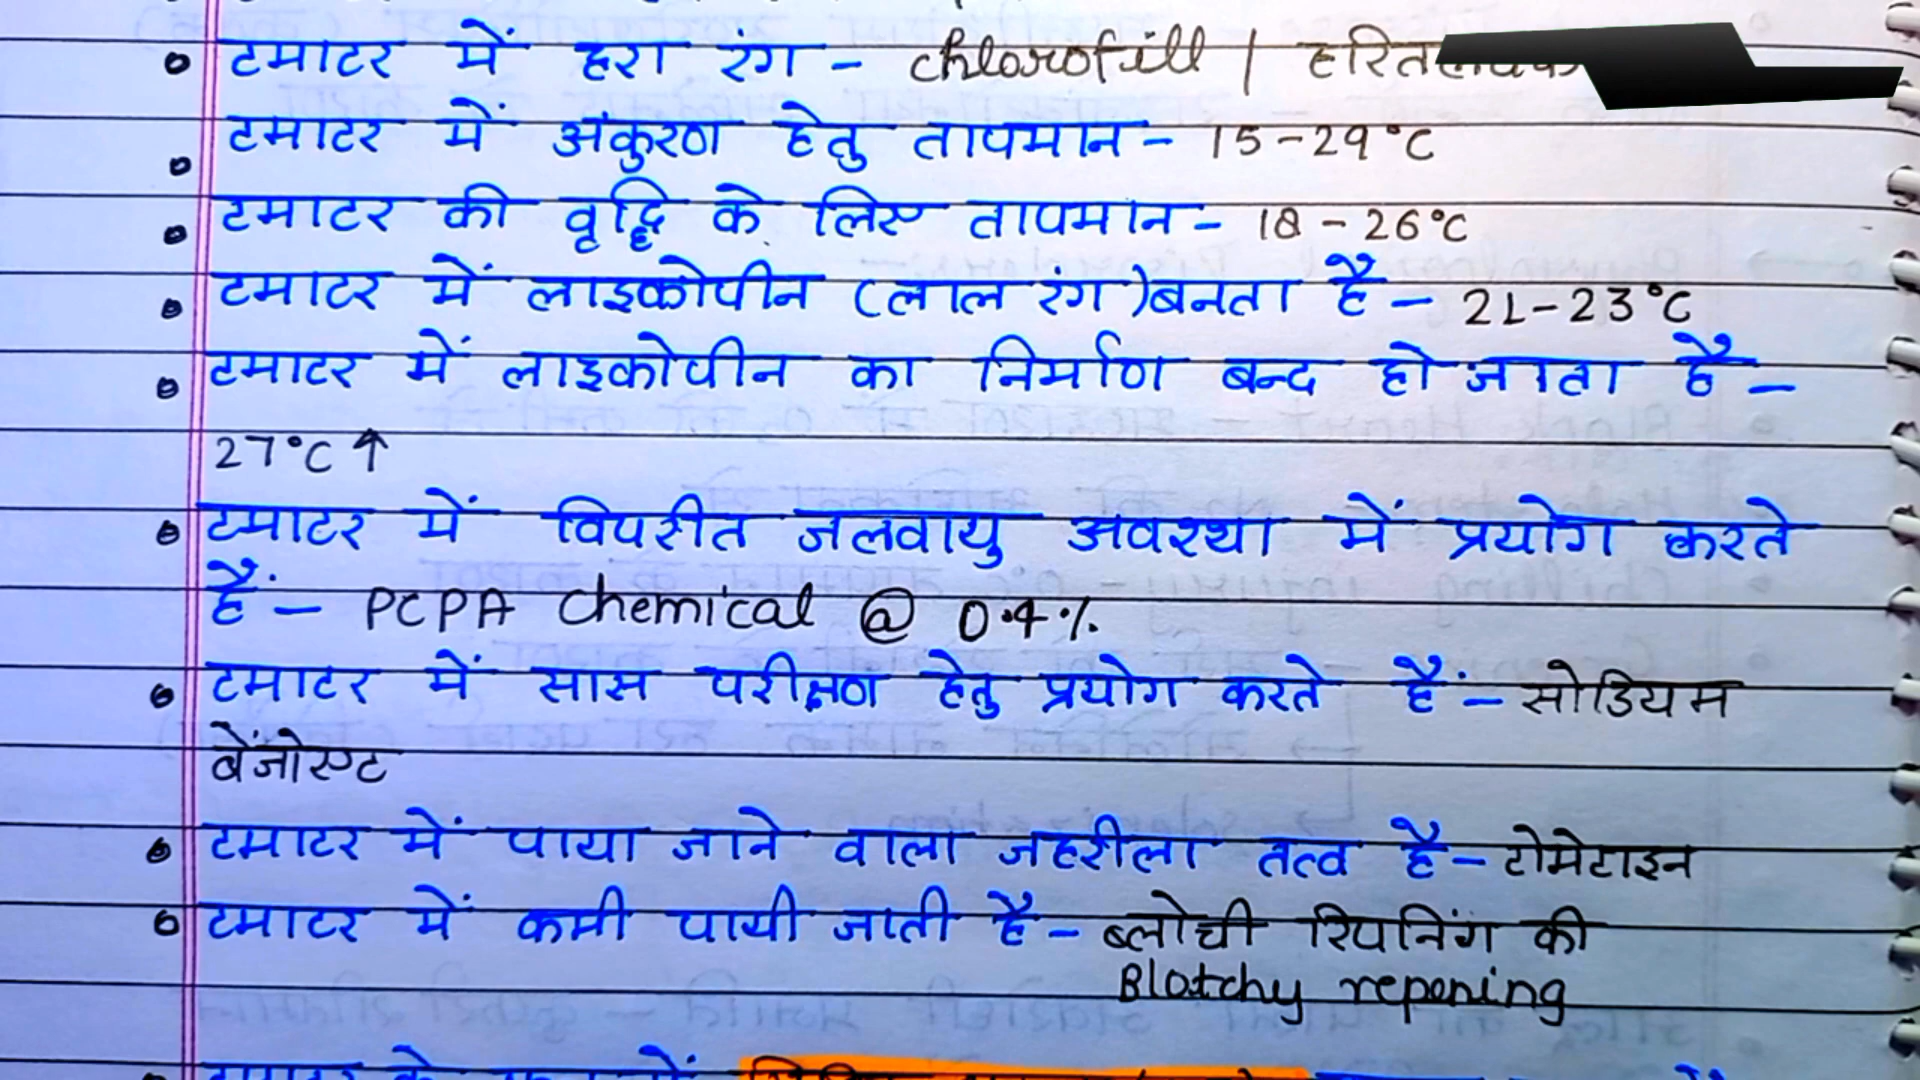 टमाटर में हरा रंग - chlorofill / हरितलवक
टमाटर में अंकुरण हेतु तापमान - 15-29°C
टमाटर की वृद्धि के लिए तापमान - 18-26°C
टमाटर में लाइकोपीन (लाल रंग) बनता है - 21-23°C
टमाटर में लाइकोपीन का निर्माण बन्द हो जाता है -
27°C ↑
टमाटर में विपरीत जलवायु अवस्था में प्रयोग करते
हैं - PCPA Chemical @ 0.4%
टमाटर में सास परीक्षण हेतु प्रयोग करते हैं - सोडियम
बेंजोएट
टमाटर में पाया जाने वाला जहरीला तत्व है - टोमेटाइन
टमाटर में कमी पायी जाती है - ब्लोची रिपनिंग की
Blotchy repening